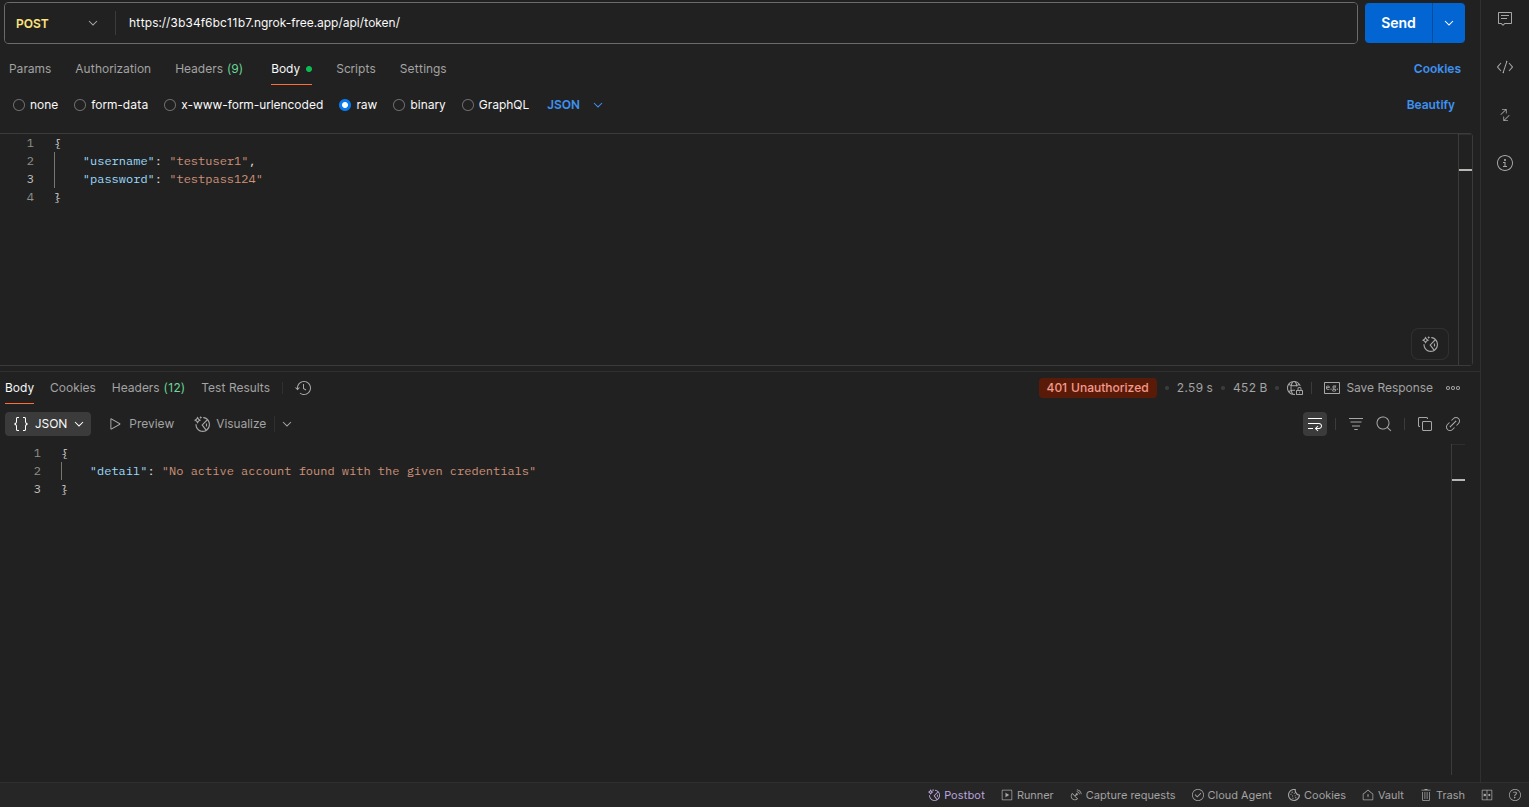 POST https://3b34f6bc11b7.ngrok-free.app/api/token/ Send
Params Authorization Headers (9) Body Scripts Settings Cookies
none form-data x-www-form-urlencoded raw binary GraphQL JSON Beautify
1 {
2 "username": "testuser1",
3 "password": "testpass124"
4 }
Body Cookies Headers (12) Test Results 401 Unauthorized 2.59 s 452 B e.g. Save Response
{} JSON Preview Visualize
1 {
2 "detail": "No active account found with the given credentials"
3 }
Postbot Runner Capture requests Cloud Agent Cookies Vault Trash